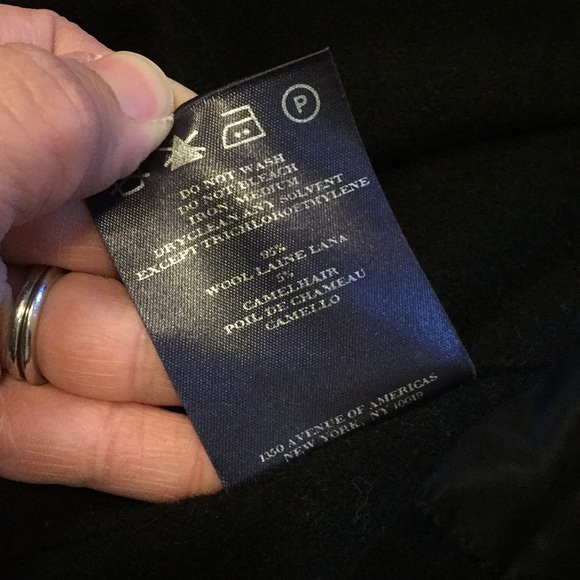 P
DO NOT WASH
DO NOT BLEACH
IRON, MEDIUM
DRYCLEAN ANY SOLVENT
EXCEPT TRICHLOROETHYLENE
95%
WOOL LAINE LANA
5%
CAMELHAIR
POIL DE CHAMEAU
CAMELLO
1350 AVENUE OF AMERICAS
NEW YORK, NY 10019